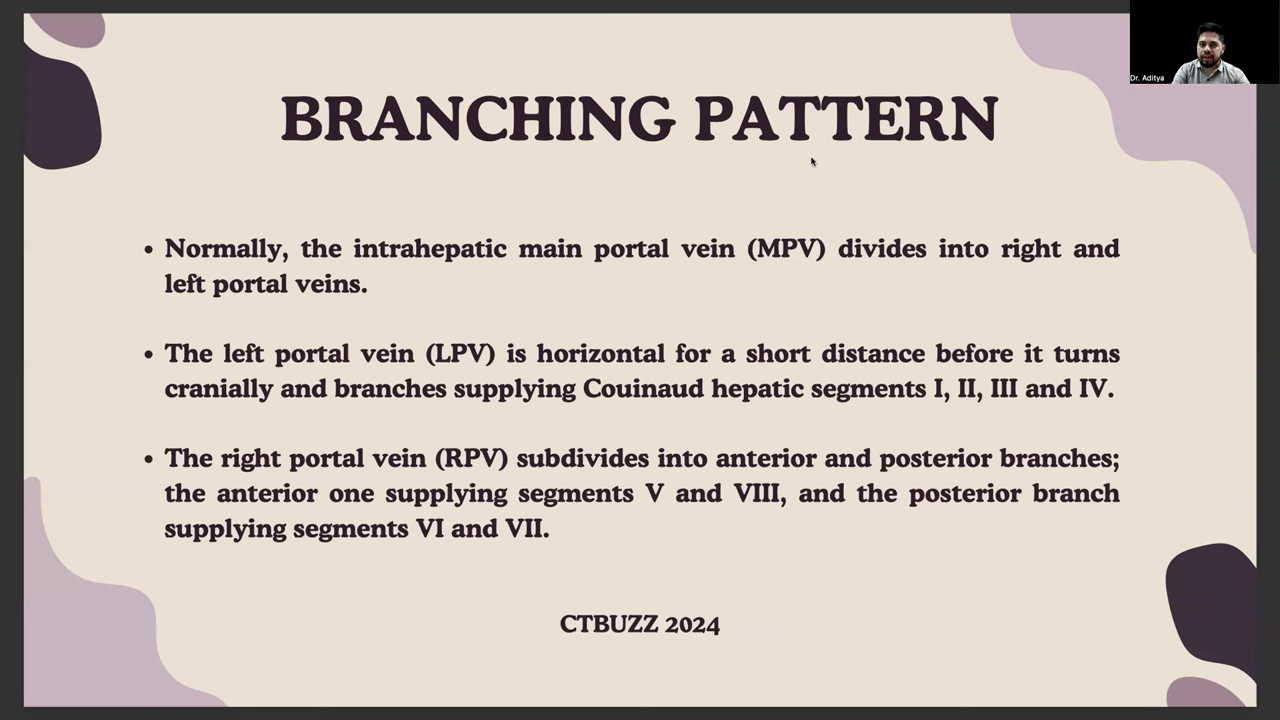 Dr. Aditya
BRANCHING PATTERN
• Normally, the intrahepatic main portal vein (MPV) divides into right and
left portal veins.
• The left portal vein (LPV) is horizontal for a short distance before it turns
cranially and branches supplying Couinaud hepatic segments I, II, III and IV.
• The right portal vein (RPV) subdivides into anterior and posterior branches;
the anterior one supplying segments V and VIII, and the posterior branch
supplying segments VI and VII.
CTBUZZ 2024